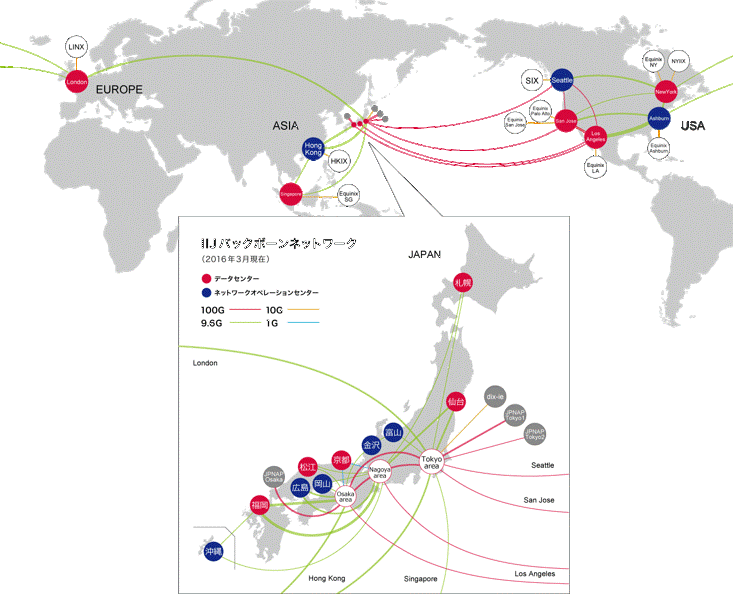 LINX
London
EUROPE
ASIA
Hong
Kong
HKIX
Singapore
Equinix
SG
SIX
Seattle
Equinix
NY
NYIIX
NewYork
Equinix
San Jose
Equinix
Palo Alto
San Jose
Los
Angeles
Equinix
LA
Ashburn
Equinix
Ashburn
USA
IIJバックボーンネットワーク
（2016年3月現在）
データセンター
ネットワークオペレーションセンター
100G
10G
9.5G
1G
JAPAN
札幌
London
仙台
dix-ie
JPNAP
Tokyo1
JPNAP
Tokyo2
富山
金沢
京都
松江
Nagoya
area
Tokyo
area
Seattle
JPNAP
Osaka
広島
岡山
Osaka
area
San Jose
福岡
沖縄
Hong Kong
Singapore
Los Angeles